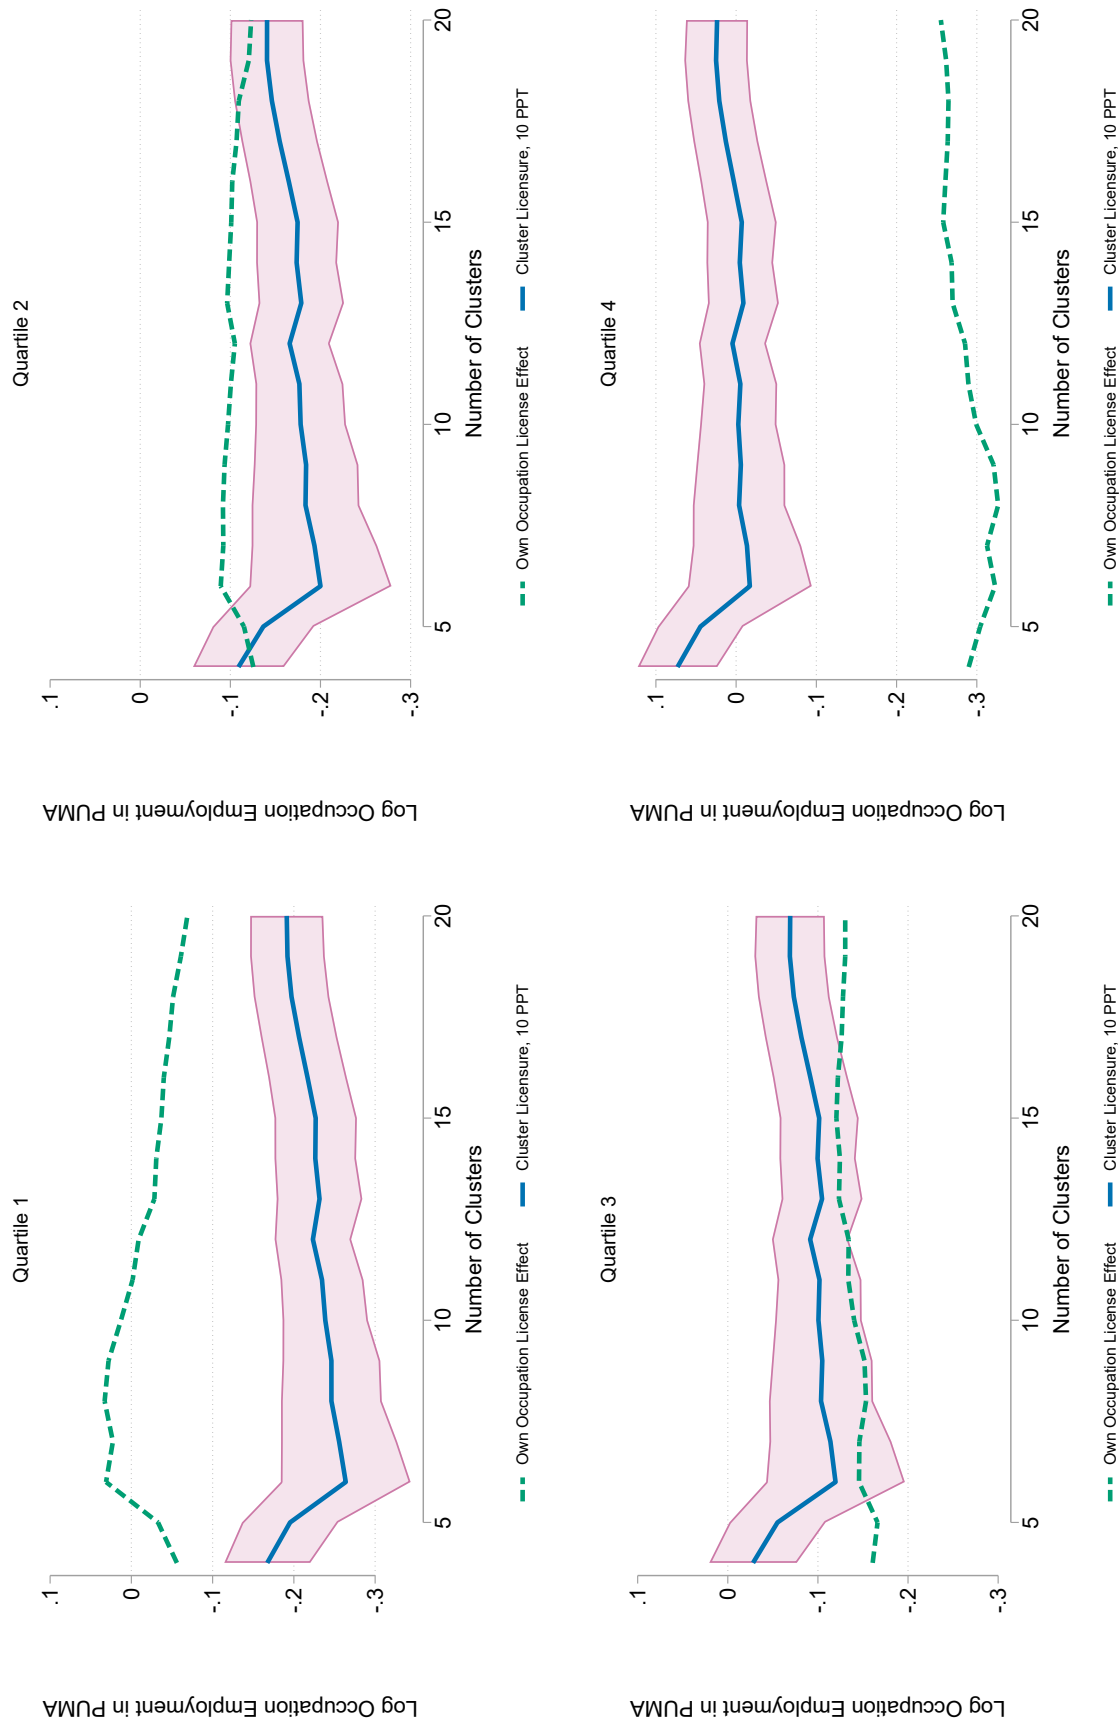 Quartile 1
Log Occupation Employment in PUMA
.1
0
-.1
-.2
-.3
5
10
15
20
Number of Clusters
Own Occupation License Effect
Cluster Licensure, 10 PPT
Quartile 2
Log Occupation Employment in PUMA
.1
0
-.1
-.2
-.3
5
10
15
20
Number of Clusters
Own Occupation License Effect
Cluster Licensure, 10 PPT
Quartile 3
Log Occupation Employment in PUMA
.1
0
-.1
-.2
-.3
5
10
15
20
Number of Clusters
Own Occupation License Effect
Cluster Licensure, 10 PPT
Quartile 4
Log Occupation Employment in PUMA
.1
0
-.1
-.2
-.3
5
10
15
20
Number of Clusters
Own Occupation License Effect
Cluster Licensure, 10 PPT